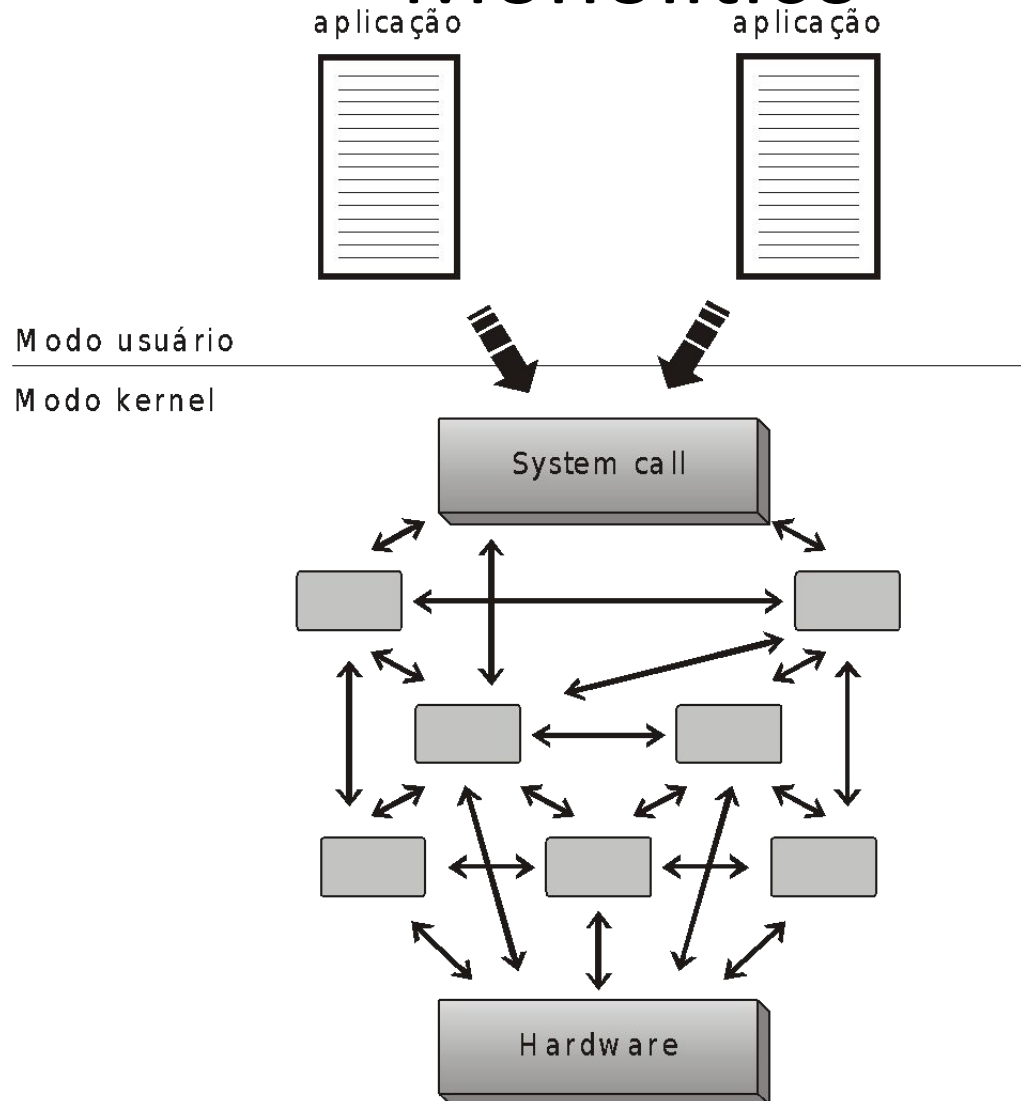 aplicação
aplicação
Modo usuário
Modo kernel
System call
Hardware